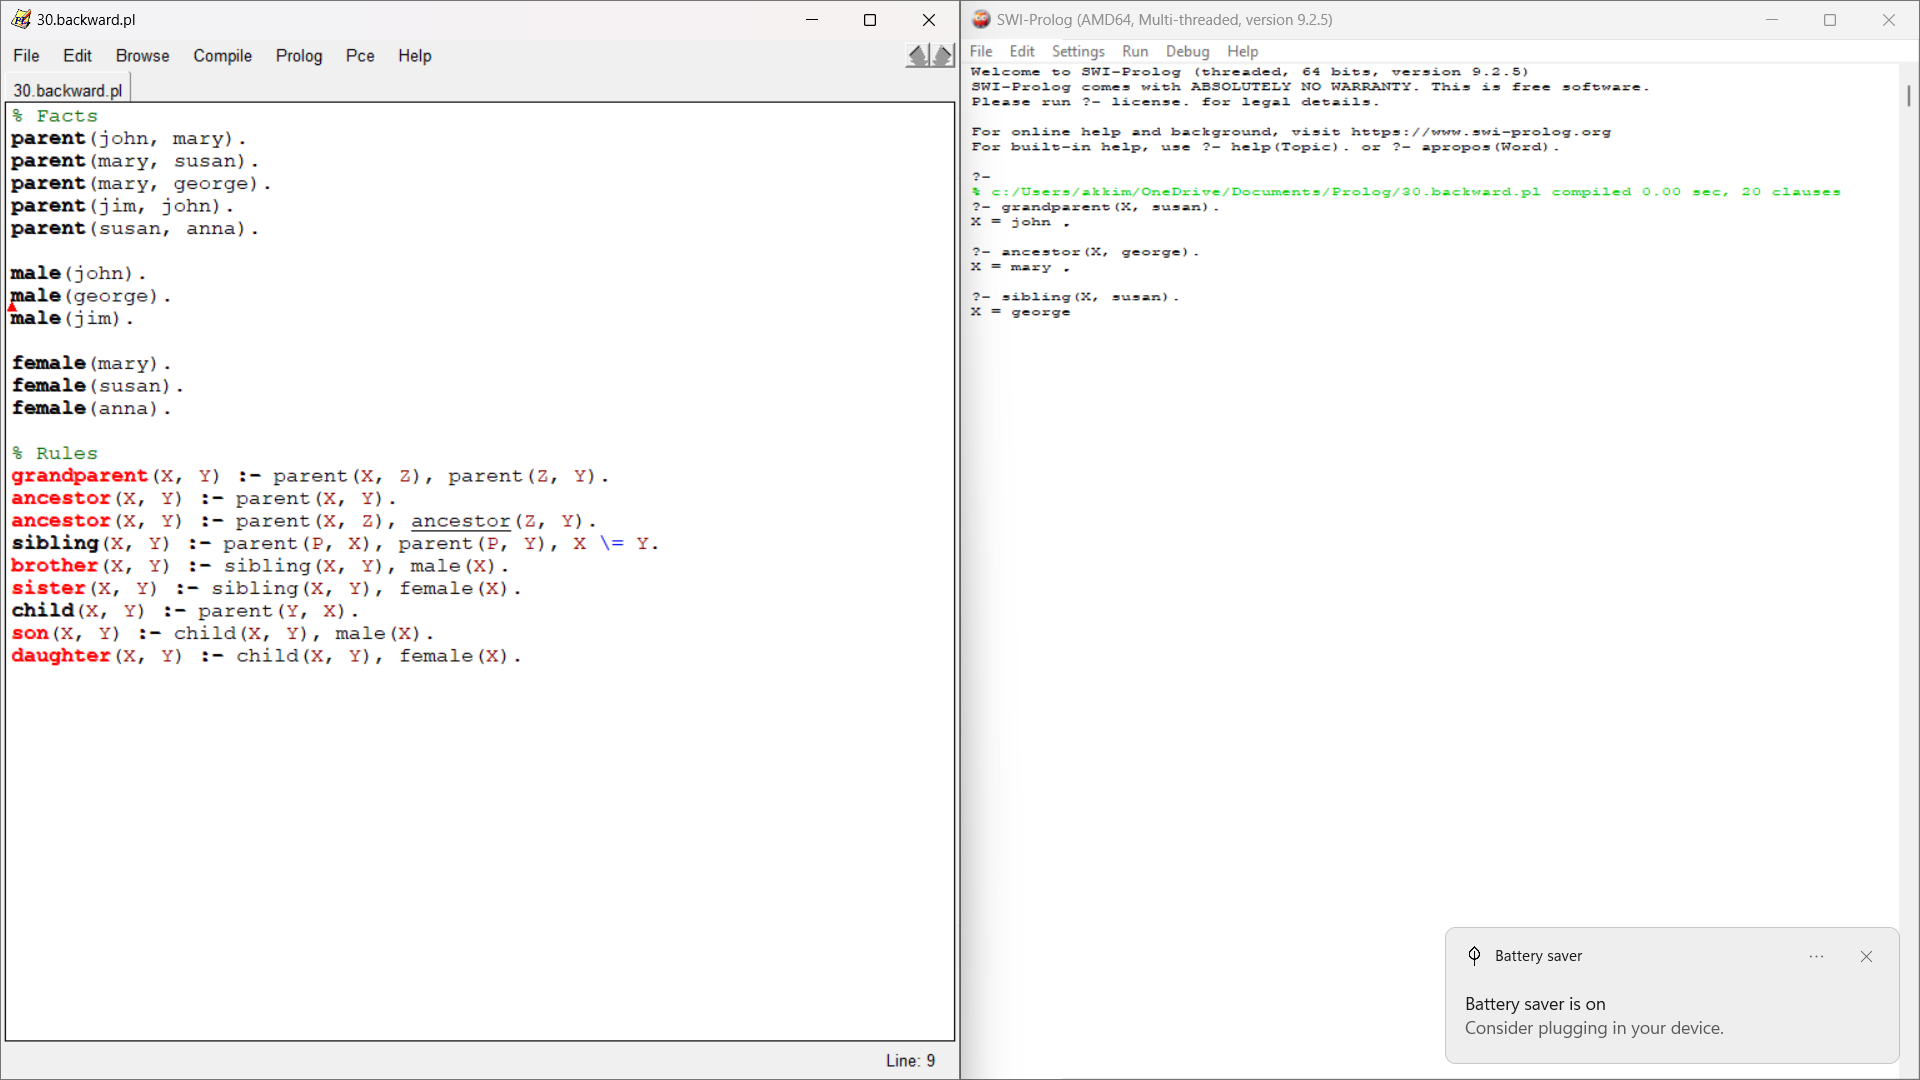 30.backward.pl
File Edit Browse Compile Prolog Pce Help
30.backward.pl
% Facts
parent(john, mary).
parent(mary, susan).
parent(mary, george).
parent(jim, john).
parent(susan, anna).
male(john).
male(george).
male(jim).
female(mary).
female(susan).
female(anna).
% Rules
grandparent(X, Y) :- parent(X, Z), parent(Z, Y).
ancestor(X, Y) :- parent(X, Y).
ancestor(X, Y) :- parent(X, Z), ancestor(Z, Y).
sibling(X, Y) :- parent(P, X), parent(P, Y), X \= Y.
brother(X, Y) :- sibling(X, Y), male(X).
sister(X, Y) :- sibling(X, Y), female(X).
child(X, Y) :- parent(Y, X).
son(X, Y) :- child(X, Y), male(X).
daughter(X, Y) :- child(X, Y), female(X).
Line: 9
SWI-Prolog (AMD64, Multi-threaded, version 9.2.5)
File Edit Settings Run Debug Help
Welcome to SWI-Prolog (threaded, 64 bits, version 9.2.5)
SWI-Prolog comes with ABSOLUTELY NO WARRANTY. This is free software.
Please run ?- license. for legal details.
For online help and background, visit https://www.swi-prolog.org
For built-in help, use ?- help(Topic). or ?- apropos(Word).
?-
% c:/Users/akkim/OneDrive/Documents/Prolog/30.backward.pl compiled 0.00 sec, 20 clauses
?- grandparent(X, susan).
X = john .
?- ancestor(X, george).
X = mary .
?- sibling(X, susan).
X = george
Battery saver
Battery saver is on
Consider plugging in your device.